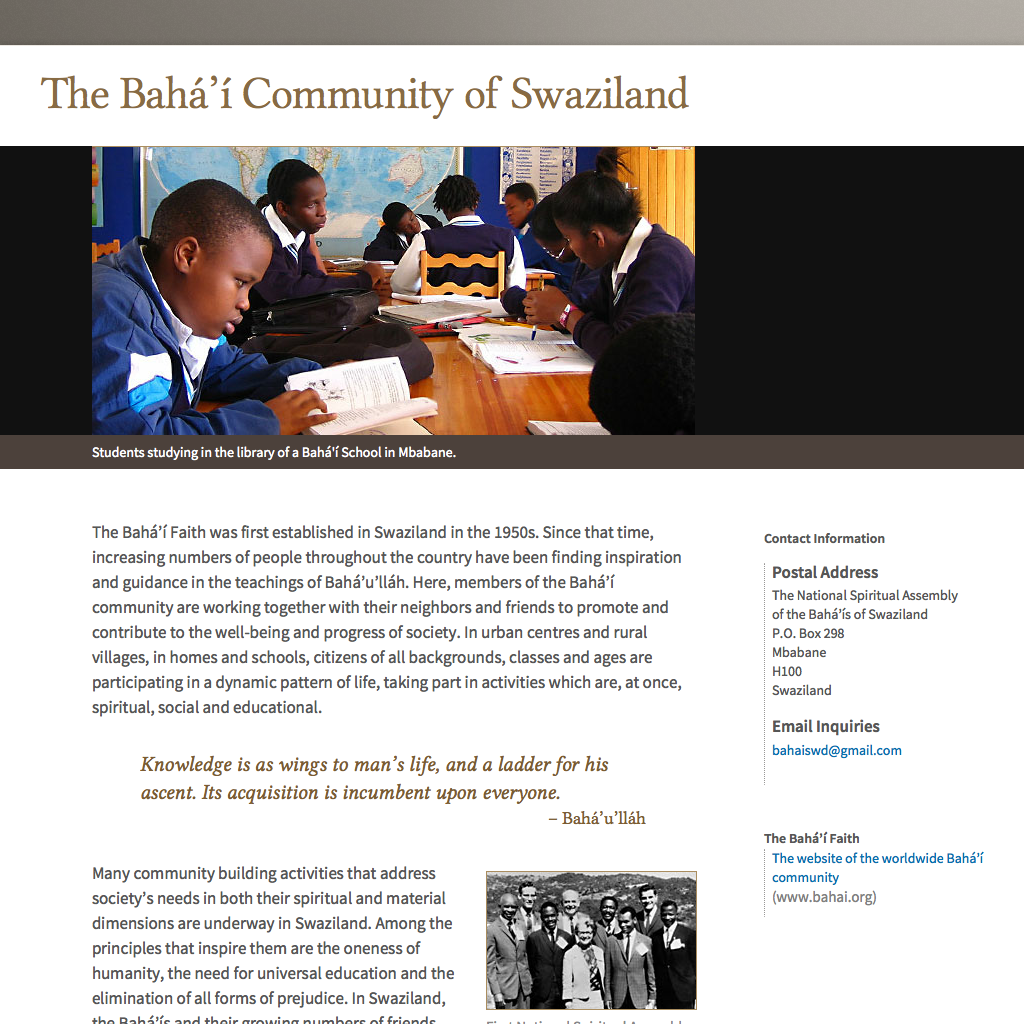 The Bahá’í Community of Swaziland
Students studying in the library of a Bahá'í School in Mbabane.
The Bahá’í Faith was first established in Swaziland in the 1950s. Since that time,
increasing numbers of people throughout the country have been finding inspiration
and guidance in the teachings of Bahá’u’lláh. Here, members of the Bahá’í
community are working together with their neighbors and friends to promote and
contribute to the well-being and progress of society. In urban centres and rural
villages, in homes and schools, citizens of all backgrounds, classes and ages are
participating in a dynamic pattern of life, taking part in activities which are, at once,
spiritual, social and educational.
Knowledge is as wings to man’s life, and a ladder for his
ascent. Its acquisition is incumbent upon everyone.
– Bahá’u’lláh
Many community building activities that address
society’s needs in both their spiritual and material
dimensions are underway in Swaziland. Among the
principles that inspire them are the oneness of
humanity, the need for universal education and the
elimination of all forms of prejudice. In Swaziland,
the Bahá’ís and their growing numbers of friends
First National Spiritual Assembly
Contact Information
Postal Address
The National Spiritual Assembly
of the Bahá’ís of Swaziland
P.O. Box 298
Mbabane
H100
Swaziland
Email Inquiries
bahaiswd@gmail.com
The Bahá’í Faith
The website of the worldwide Bahá’í
community
(www.bahai.org)